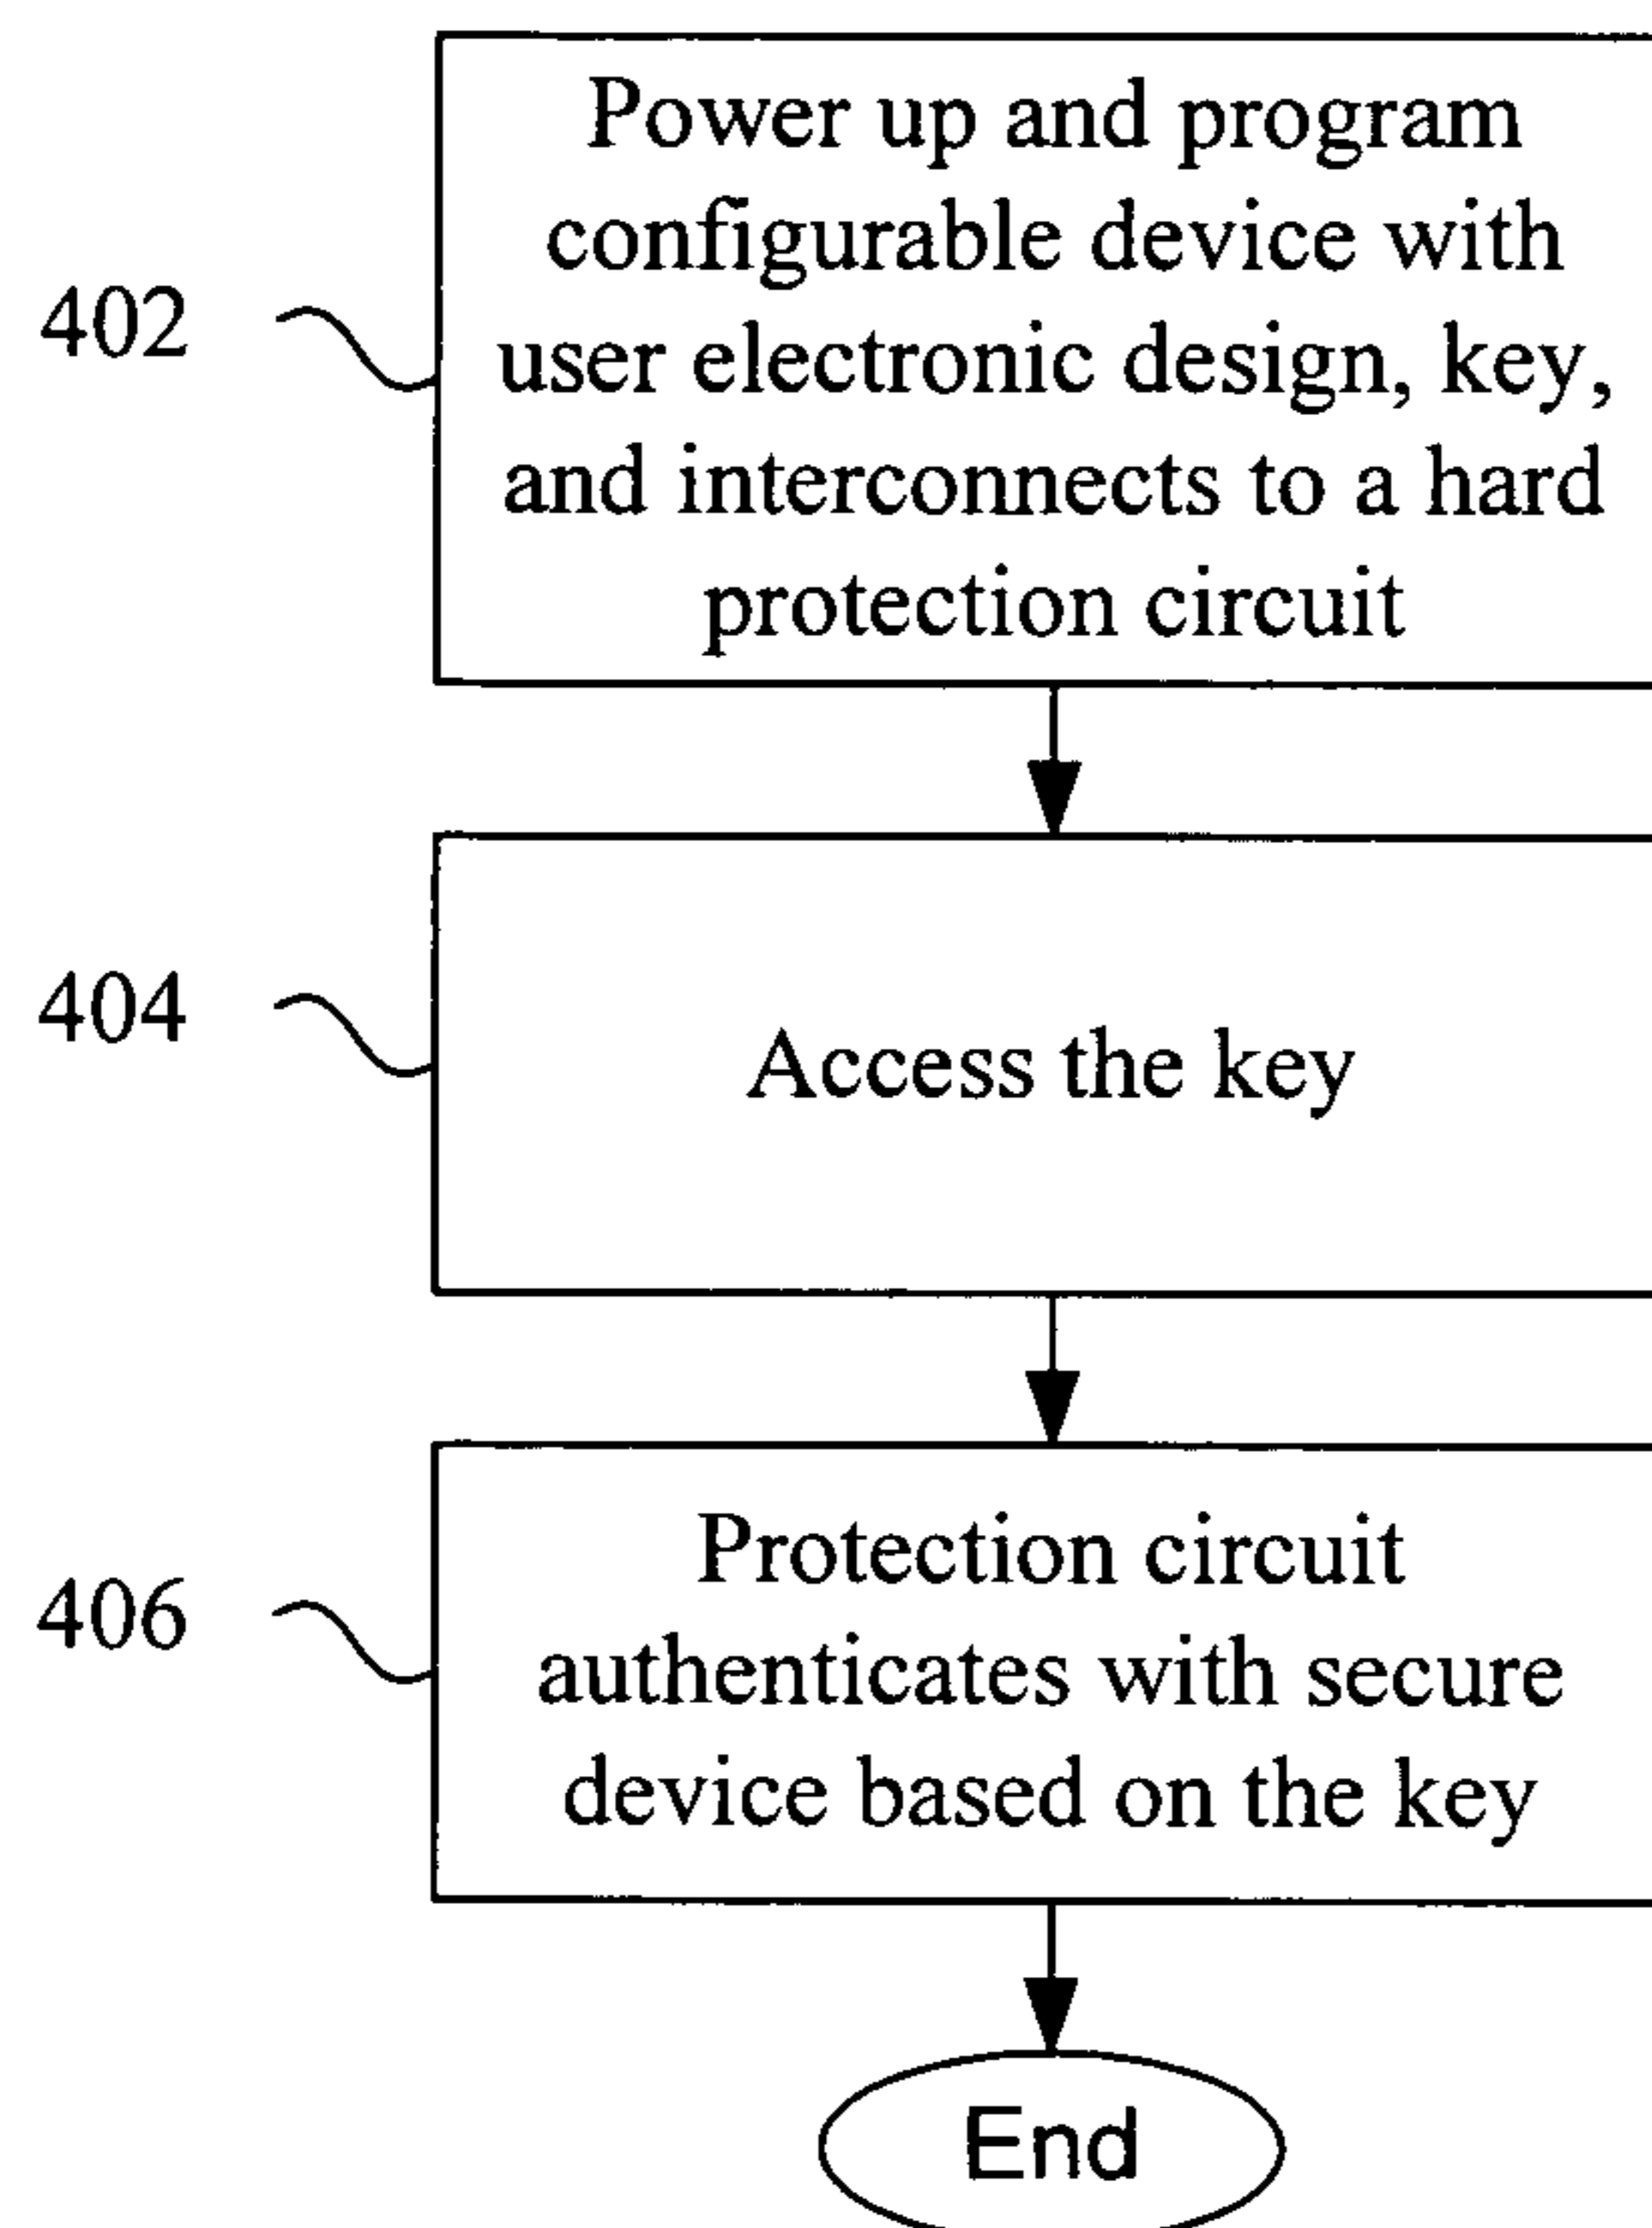 Power up and program
configurable device with
402
user electronic design, key,
and interconnects to a hard
protection circuit
404
Access the key
Protection circuit
406
authenticates with secure
device based on the key
End